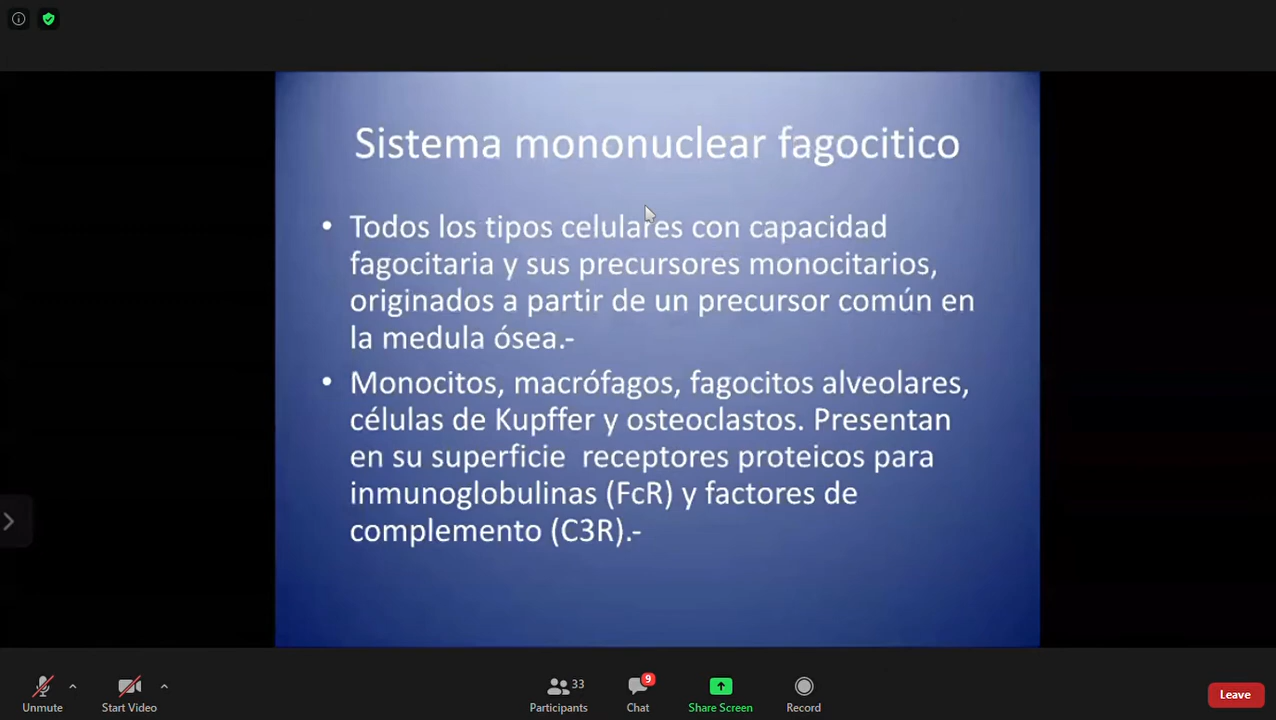 Sistema mononuclear fagocitico
• Todos los tipos celulares con capacidad
fagocitaria y sus precursores monocitarios,
originados a partir de un precursor común en
la medula ósea.-
• Monocitos, macrófagos, fagocitos alveolares,
células de Kupffer y osteoclastos. Presentan
en su superficie receptores proteicos para
inmunoglobulinas (FcR) y factores de
complemento (C3R).-
Unmute
Start Video
33
Participants
9
Chat
Share Screen
Record
Leave